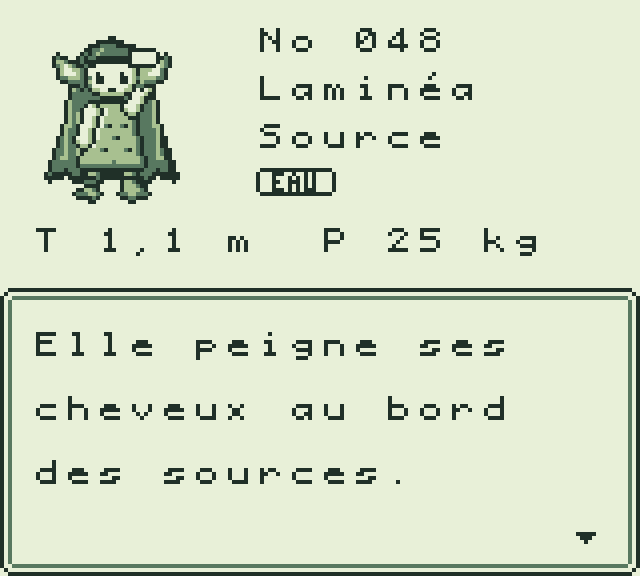 No 048
Laminéa
Source
EAU
T 1,1 m P 25 kg
Elle peigne ses
cheveux au bord
des sources.